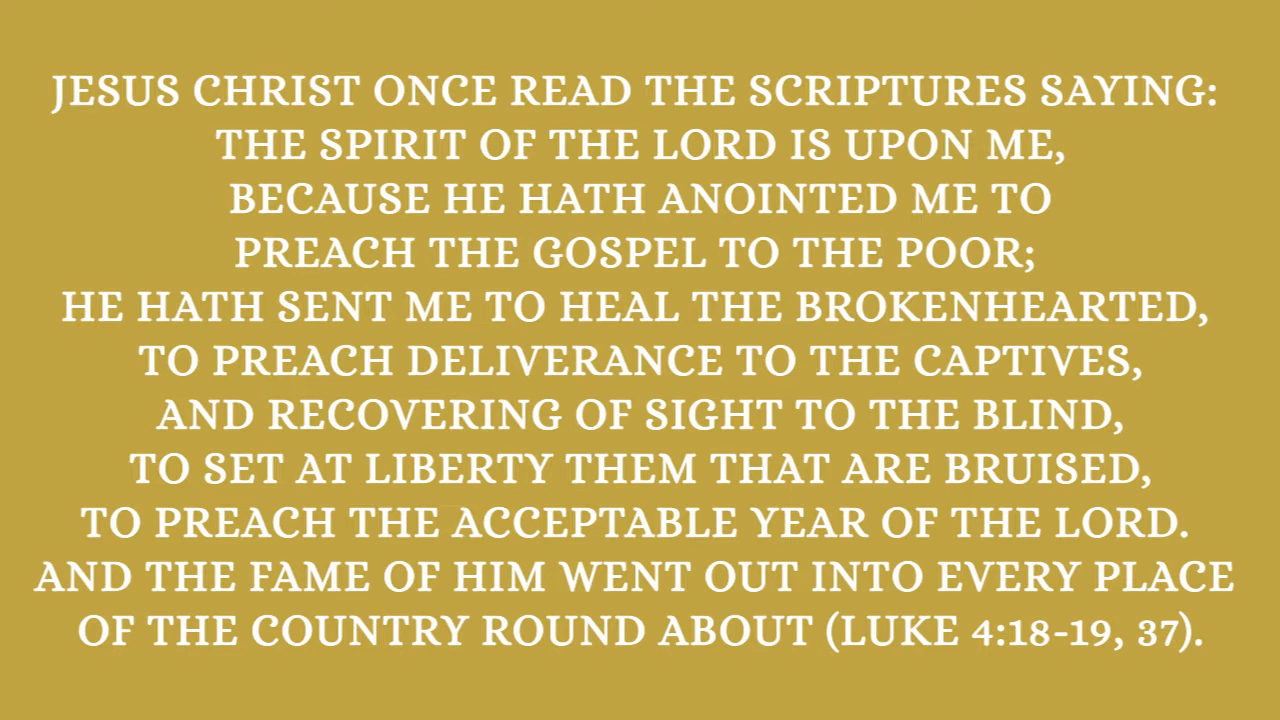 JESUS CHRIST ONCE READ THE SCRIPTURES SAYING:
THE SPIRIT OF THE LORD IS UPON ME,
BECAUSE HE HATH ANOINTED ME TO
PREACH THE GOSPEL TO THE POOR;
HE HATH SENT ME TO HEAL THE BROKENHEARTED,
TO PREACH DELIVERANCE TO THE CAPTIVES,
AND RECOVERING OF SIGHT TO THE BLIND,
TO SET AT LIBERTY THEM THAT ARE BRUISED,
TO PREACH THE ACCEPTABLE YEAR OF THE LORD.
AND THE FAME OF HIM WENT OUT INTO EVERY PLACE
OF THE COUNTRY ROUND ABOUT (LUKE 4:18-19, 37).